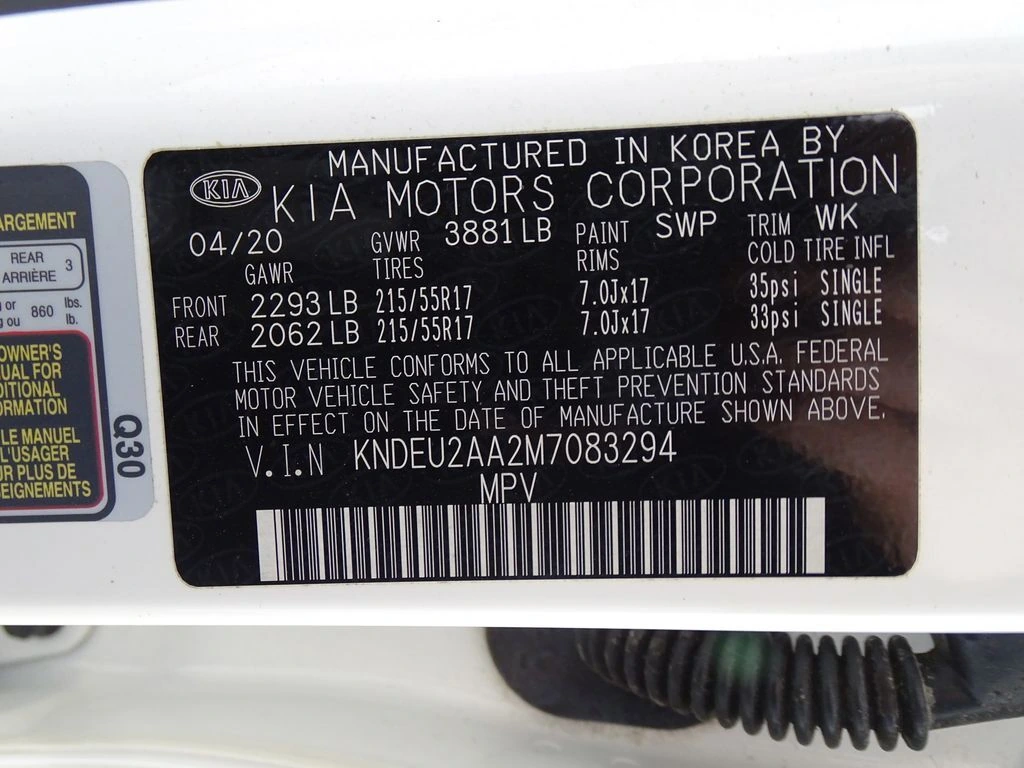 MANUFACTURED IN KOREA BY
KIA KIA MOTORS CORPORATION
04/20 GVWR 3881 LB PAINT SWP TRIM WK
GAWR TIRES RIMS COLD TIRE INFL
FRONT 2293 LB 215/55R17 7.0Jx17 35psi SINGLE
REAR 2062 LB 215/55R17 7.0Jx17 33psi SINGLE
THIS VEHICLE CONFORMS TO ALL APPLICABLE U.S.A. FEDERAL
MOTOR VEHICLE SAFETY AND THEFT PREVENTION STANDARDS
IN EFFECT ON THE DATE OF MANUFACTURE SHOWN ABOVE.
V.I.N KNDEU2AA2M7083294
MPV
ARGEMENT
REAR
ARRIÈRE 3
or 860 lbs.
ou lb.
OWNER'S
UAL FOR
DITIONAL
ORMATION
LE MANUEL
L'USAGER
UR PLUS DE
SEIGNEMENTS
Q30